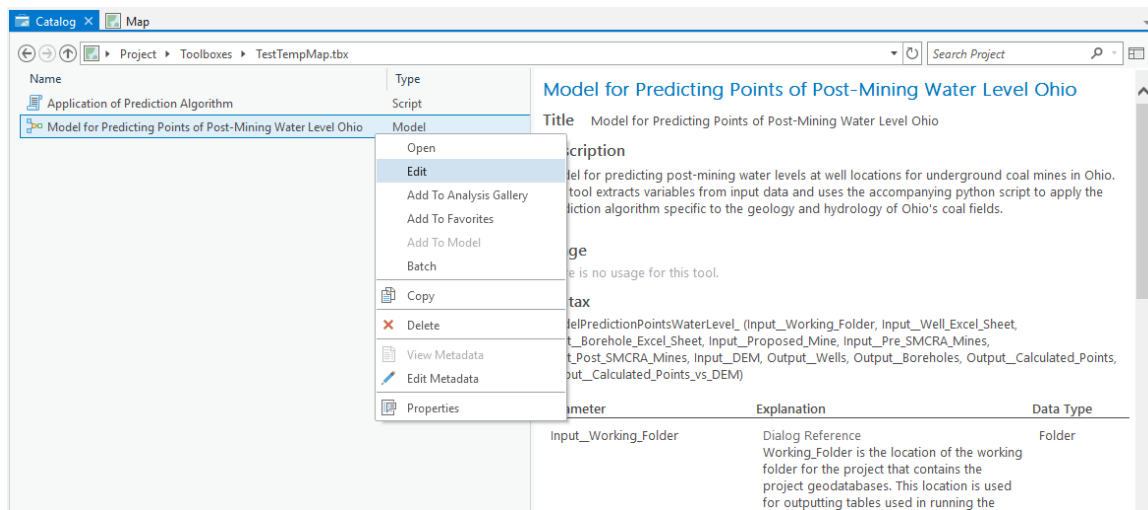 Catalog Map
Project Toolboxes TestTempMap.tbx Search Project
Name Type
Application of Prediction Algorithm Script
Model for Predicting Points of Post-Mining Water Level Ohio Model
Open
Edit
Add To Analysis Gallery
Add To Favorites
Add To Model
Batch
Copy
Delete
View Metadata
Edit Metadata
Properties
Model for Predicting Points of Post-Mining Water Level Ohio
Title Model for Predicting Points of Post-Mining Water Level Ohio
scription
del for predicting post-mining water levels at well locations for underground coal mines in Ohio.
tool extracts variables from input data and uses the accompanying python script to apply the
diction algorithm specific to the geology and hydrology of Ohio's coal fields.
ge
e is no usage for this tool.
tax
delPredictionPointsWaterLevel_ (Input__Working_Folder, Input__Well_Excel_Sheet,
t__Borehole_Excel_Sheet, Input__Proposed_Mine, Input__Pre_SMCRA_Mines,
t_Post_SMCRA_Mines, Input__DEM, Output__Wells, Output__Boreholes, Output__Calculated_Points,
put__Calculated_Points_vs_DEM)
meter Explanation Data Type
Input__Working_Folder Dialog Reference Folder
Working_Folder is the location of the working
folder for the project that contains the
project geodatabases. This location is used
for outputting tables used in running the